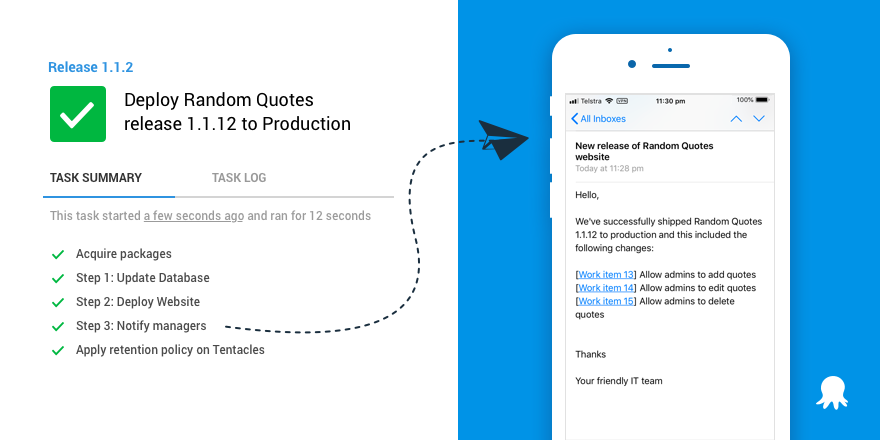 Release 1.1.2
Deploy Random Quotes
release 1.1.12 to Production
TASK SUMMARY
TASK LOG
This task started a few seconds ago and ran for 12 seconds
Acquire packages
Step 1: Update Database
Step 2: Deploy Website
Step 3: Notify managers
Apply retention policy on Tentacles
Telstra VPN 11:30 pm 100%
All Inboxes
New release of Random Quotes
website
Today at 11:28 pm
Hello,
We've successfully shipped Random Quotes
1.1.12 to production and this included the
following changes:
[Work item 13] Allow admins to add quotes
[Work item 14] Allow admins to edit quotes
[Work item 15] Allow admins to delete
quotes
Thanks
Your friendly IT team